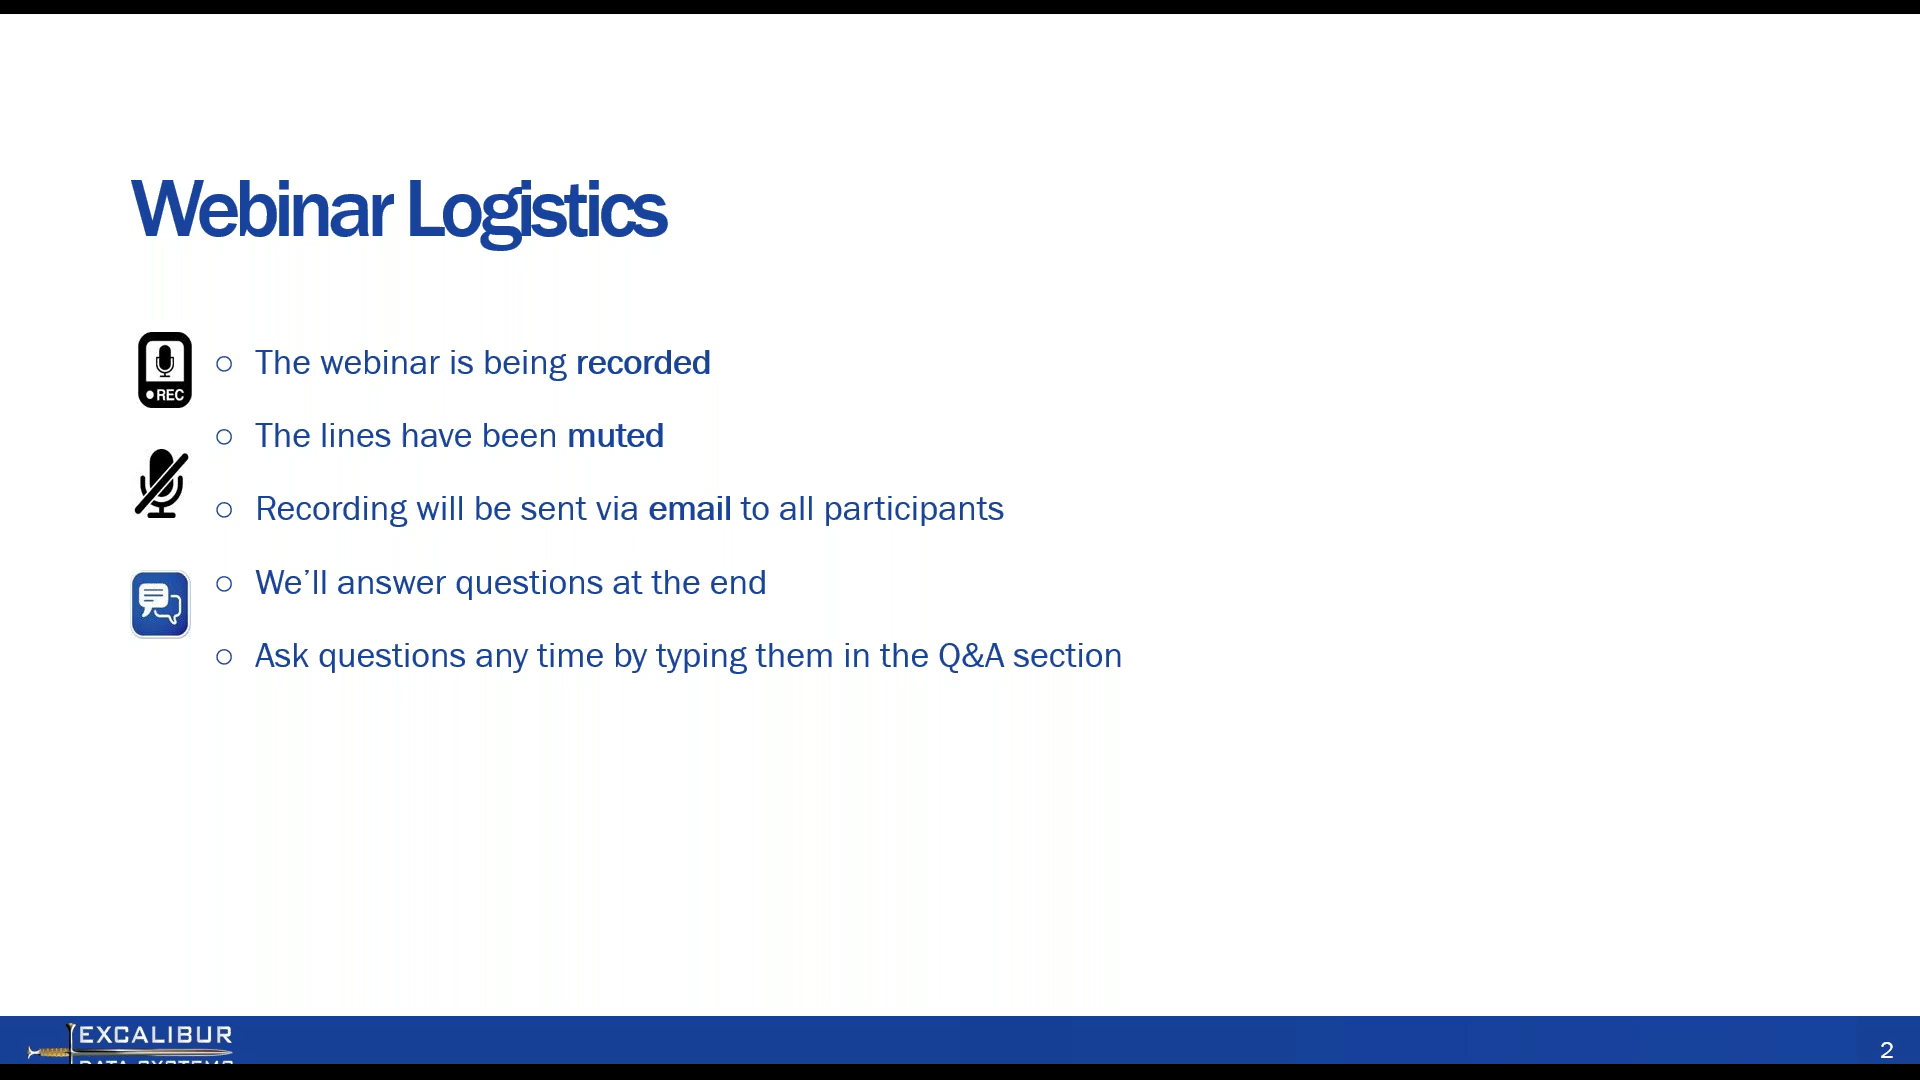 Webinar Logistics
REC
○ The webinar is being recorded
○ The lines have been muted
○ Recording will be sent via email to all participants
○ We’ll answer questions at the end
○ Ask questions any time by typing them in the Q&A section
EXCALIBUR
DATA SYSTEMS
2